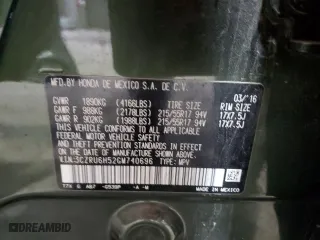 MFD.BY HONDA DE MEXICO S.A. DE C.V. 03/'16
GVWR 1890KG (4166LBS) TIRE SIZE RIM SIZE
GAWR F 988KG (2178LBS) 215/55R17 94V 17X7.5J
GAWR R 902KG (1988LBS) 215/55R17 94V 17X7.5J
THIS VEHICLE CONFORMS TO ALL APPLICABLE
FEDERAL MOTOR VEHICLE SAFETY AND
STANDARDS IN EFFECT ON THE DATE OF
MANUFACTURE SHOWN ABOVE.
V.I.N.3CZRU6H52GM740696 TYPE: MPV
A67 -A -M
MADE IN MEXICO